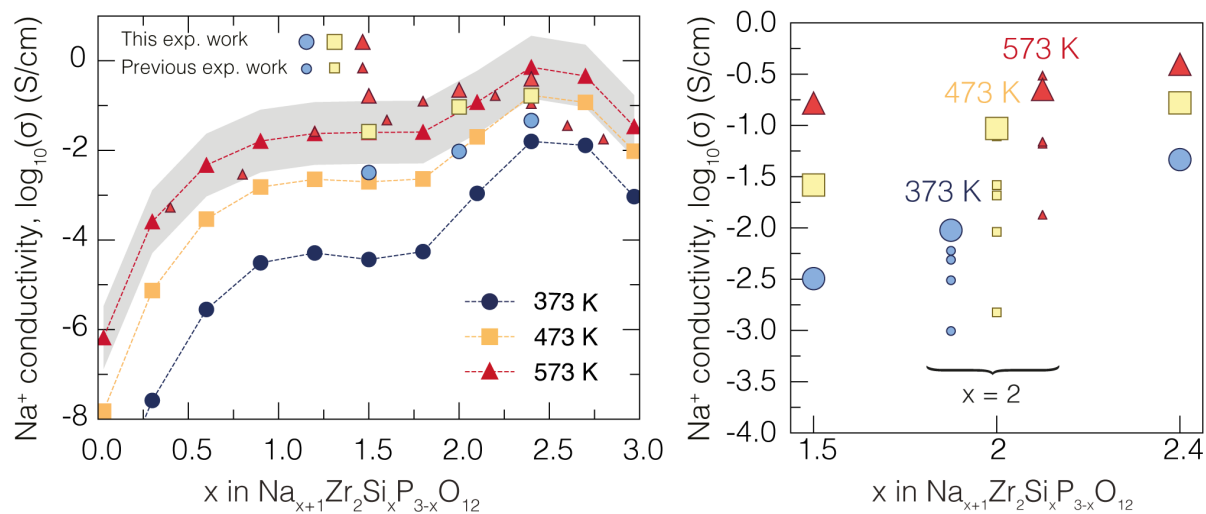 This exp. work
Previous exp. work
Na⁺ conductivity, log₁₀(σ) (S/cm)
0
-2
-4
-6
-8
373 K
473 K
573 K
0.0 0.5 1.0 1.5 2.0 2.5 3.0
x in Naₓ₊₁Zr₂SiₓP₃₋ₓO₁₂
Na⁺ conductivity, log₁₀(σ) (S/cm)
0.0
-0.5
-1.0
-1.5
-2.0
-2.5
-3.0
-3.5
-4.0
573 K
473 K
373 K
x = 2
1.5 2 2.4
x in Naₓ₊₁Zr₂SiₓP₃₋ₓO₁₂